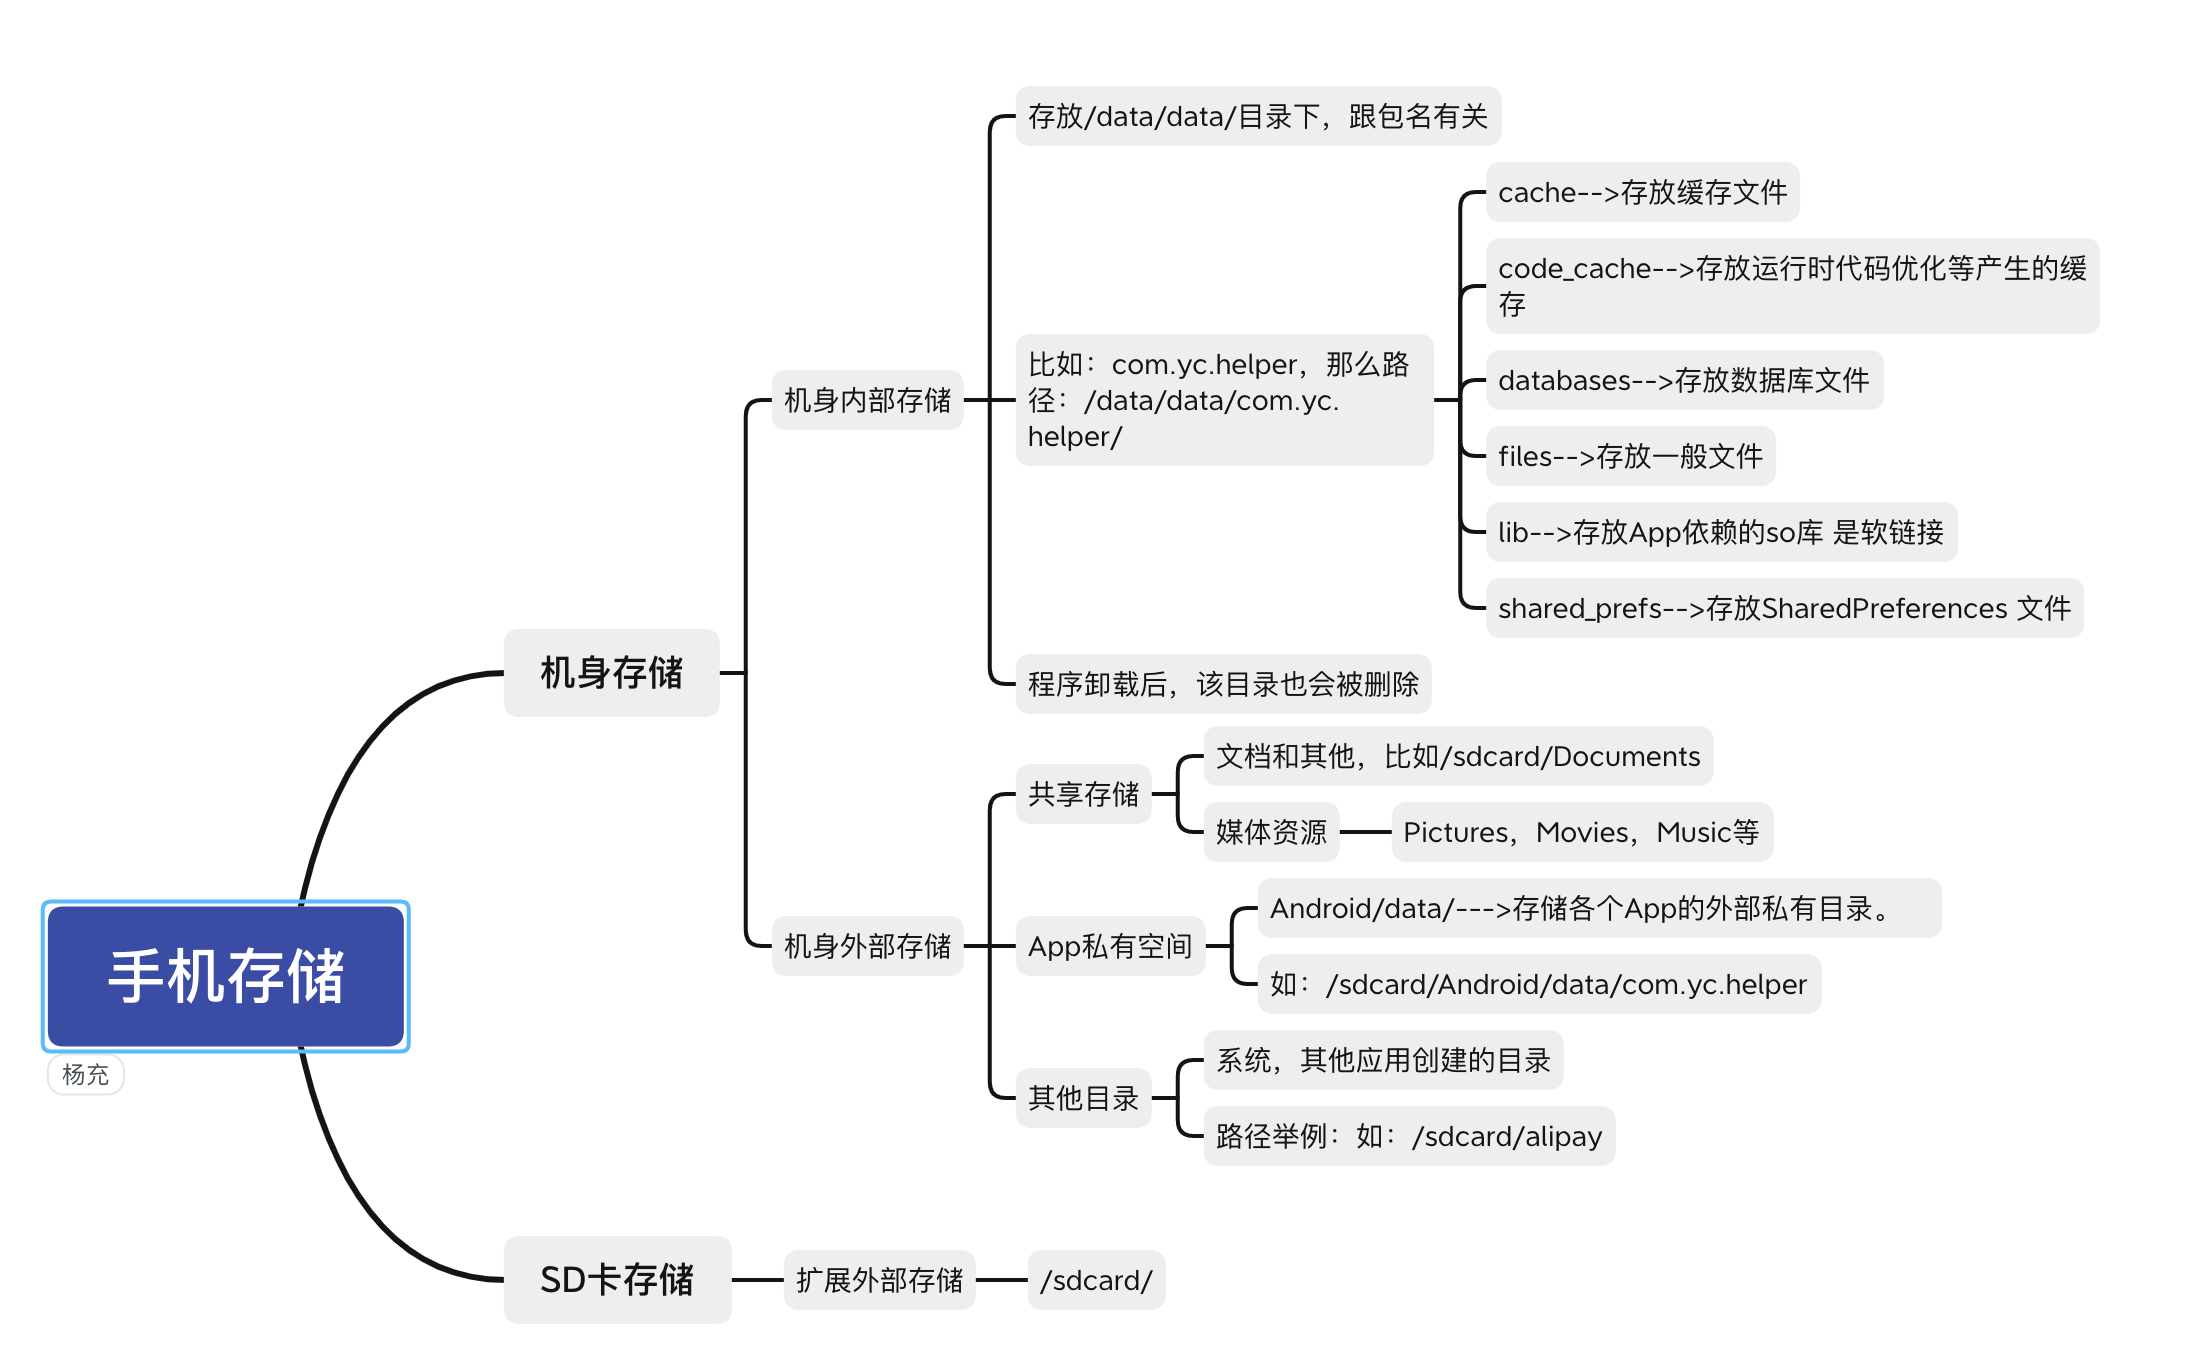 存放/data/data/目录下，跟包名有关
cache-->存放缓存文件
code_cache-->存放运行时代码优化等产生的缓
存
比如：com.yc.helper，那么路
径：/data/data/com.yc.
helper/
databases-->存放数据库文件
机身内部存储
files-->存放一般文件
lib-->存放App依赖的so库 是软链接
shared_prefs-->存放SharedPreferences 文件
机身存储
程序卸载后，该目录也会被删除
文档和其他，比如/sdcard/Documents
共享存储
媒体资源
Pictures，Movies，Music等
Android/data/--->存储各个App的外部私有目录。
机身外部存储
App私有空间
如：/sdcard/Android/data/com.yc.helper
手机存储
杨充
系统，其他应用创建的目录
其他目录
路径举例：如：/sdcard/alipay
SD卡存储
扩展外部存储
/sdcard/